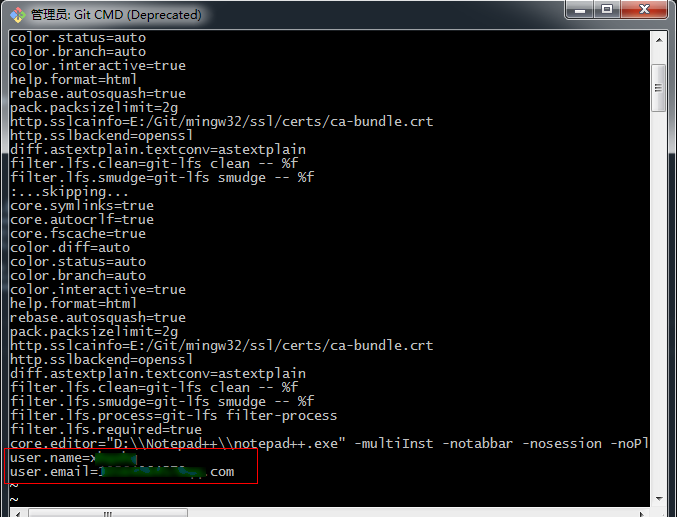 管理员: Git CMD (Deprecated)
color.status=auto
color.branch=auto
color.interactive=true
help.format=html
rebase.autosquash=true
pack.packsizelimit=2g
http.sslcainfo=E:/Git/mingw32/ssl/certs/ca-bundle.crt
http.sslbackend=openssl
diff.astextplain.textconv=astextplain
filter.lfs.clean=git-lfs clean -- %f
filter.lfs.smudge=git-lfs smudge -- %f
:...skipping...
core.symlinks=true
core.autocrlf=true
core.fscache=true
color.diff=auto
color.status=auto
color.branch=auto
color.interactive=true
help.format=html
rebase.autosquash=true
pack.packsizelimit=2g
http.sslcainfo=E:/Git/mingw32/ssl/certs/ca-bundle.crt
http.sslbackend=openssl
diff.astextplain.textconv=astextplain
filter.lfs.clean=git-lfs clean -- %f
filter.lfs.smudge=git-lfs smudge -- %f
filter.lfs.process=git-lfs filter-process
filter.lfs.required=true
core.editor="D:\\Notepad++\\notepad++.exe" -multiInst -notabbar -nosession -noPl
user.name=
user.email= .com
~
~